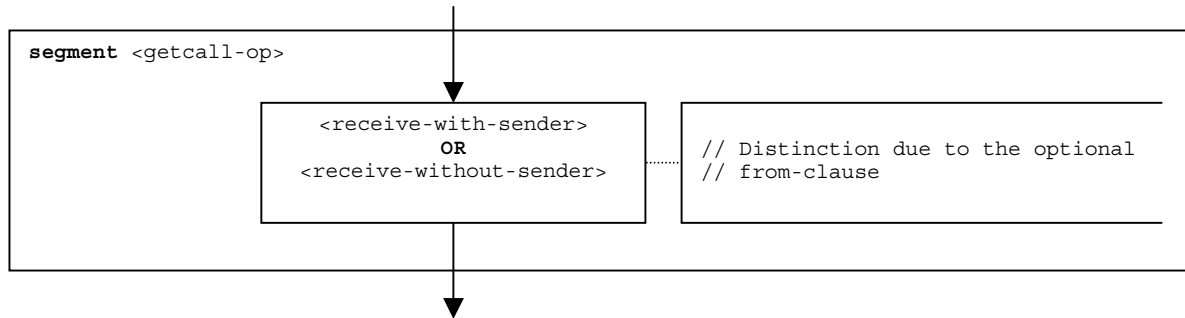 segment <getcall-op>
<receive-with-sender>
OR
<receive-without-sender>
// Distinction due to the optional
// from-clause